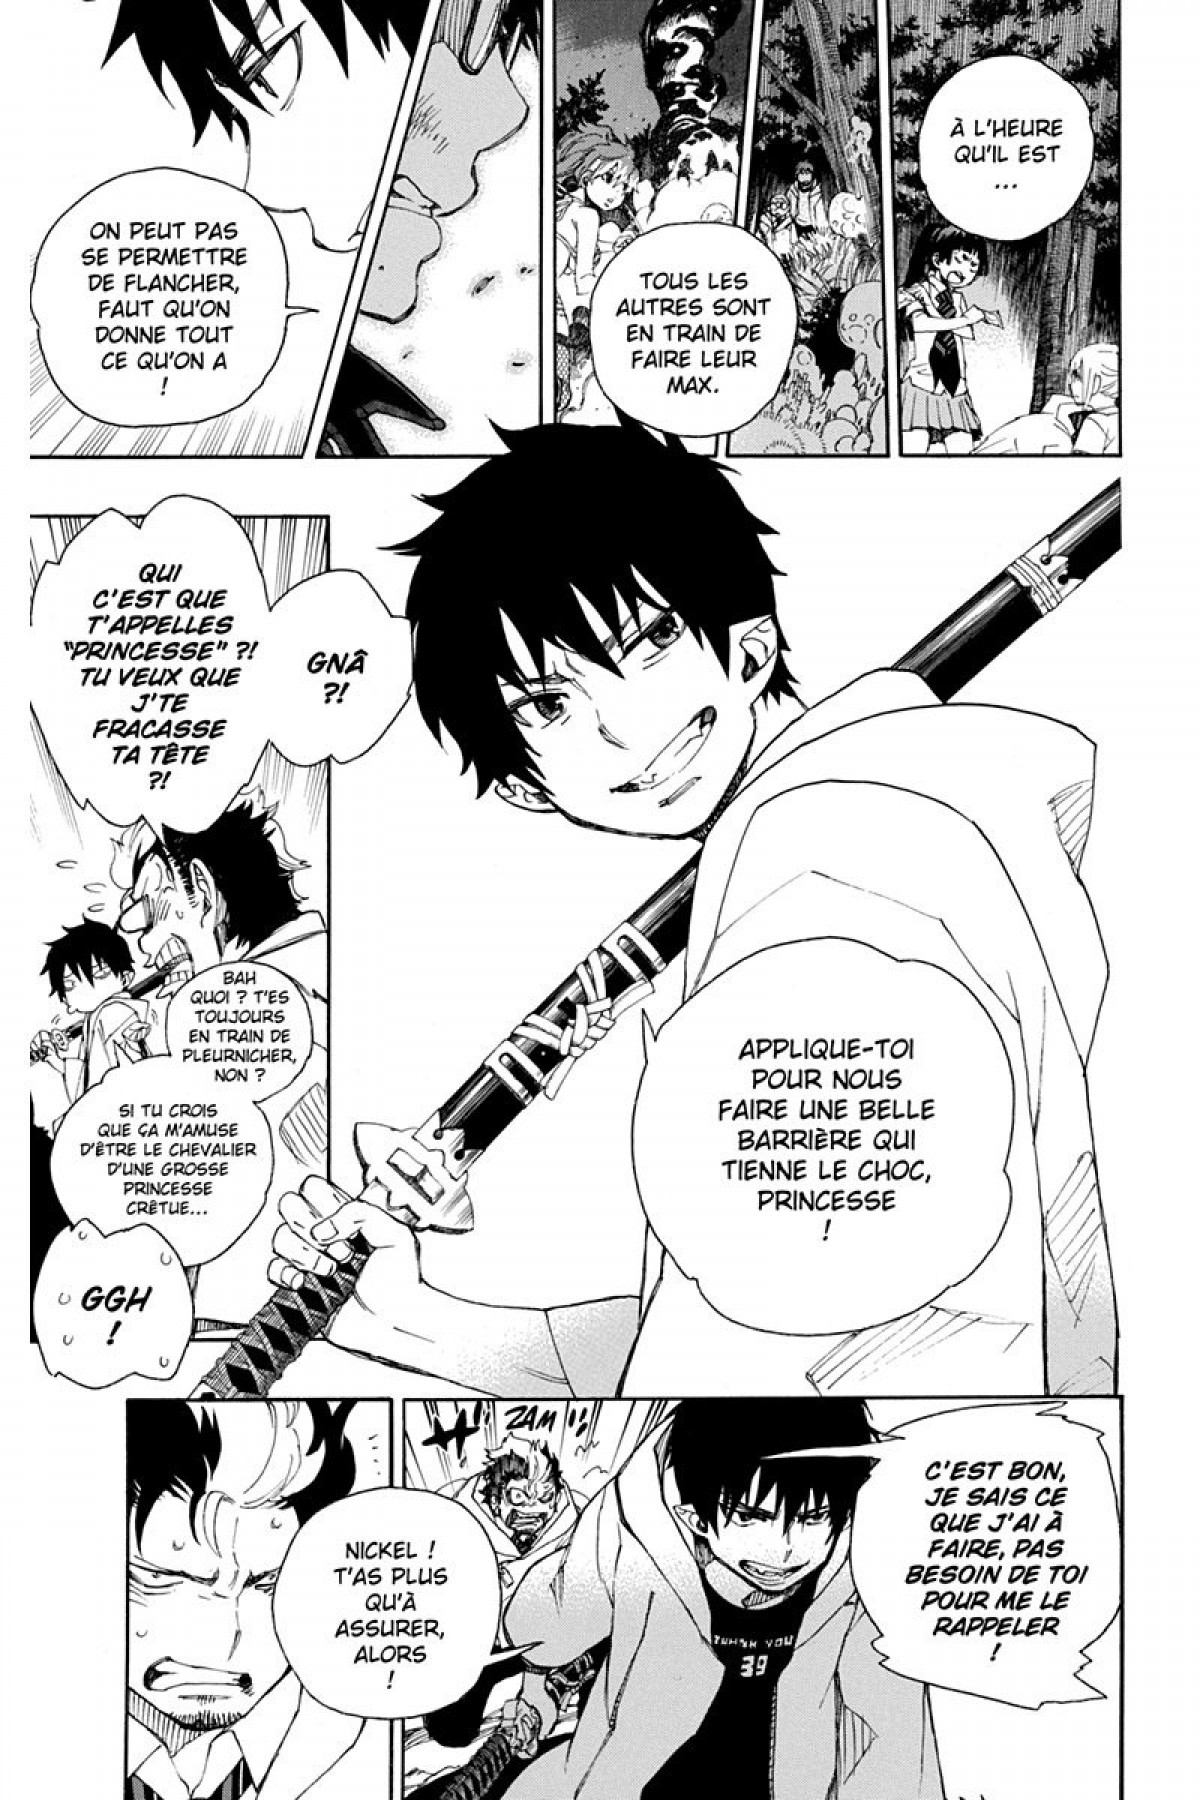 À L'HEURE
QU'IL EST
...
TOUS LES
AUTRES SONT
EN TRAIN DE
FAIRE LEUR
MAX.
ON PEUT PAS
SE PERMETTRE
DE FLANCHER,
FAUT QU'ON
DONNE TOUT
CE QU'ON A
!
APPLIQUE-TOI
POUR NOUS
FAIRE UNE BELLE
BARRIÈRE QUI
TIENNE LE CHOC,
PRINCESSE
!
GNÂ
?!
QUI
C'EST QUE
T'APPELLES
"PRINCESSE" ?!
TU VEUX QUE
J'TE
FRACASSE
TA TÊTE
?!
BAH
QUOI ? T'ES
TOUJOURS
EN TRAIN DE
PLEURNICHER,
NON ?
SI TU CROIS
QUE ÇA M'AMUSE
D'ÊTRE LE CHEVALIER
D'UNE GROSSE
PRINCESSE
CRÊTUE...
GGH
!
C'EST BON,
JE SAIS CE
QUE J'AI À
FAIRE, PAS
BESOIN DE TOI
POUR ME LE
RAPPELER
!
ZAM !!
39
NICKEL !
T'AS PLUS
QU'À
ASSURER,
ALORS
!